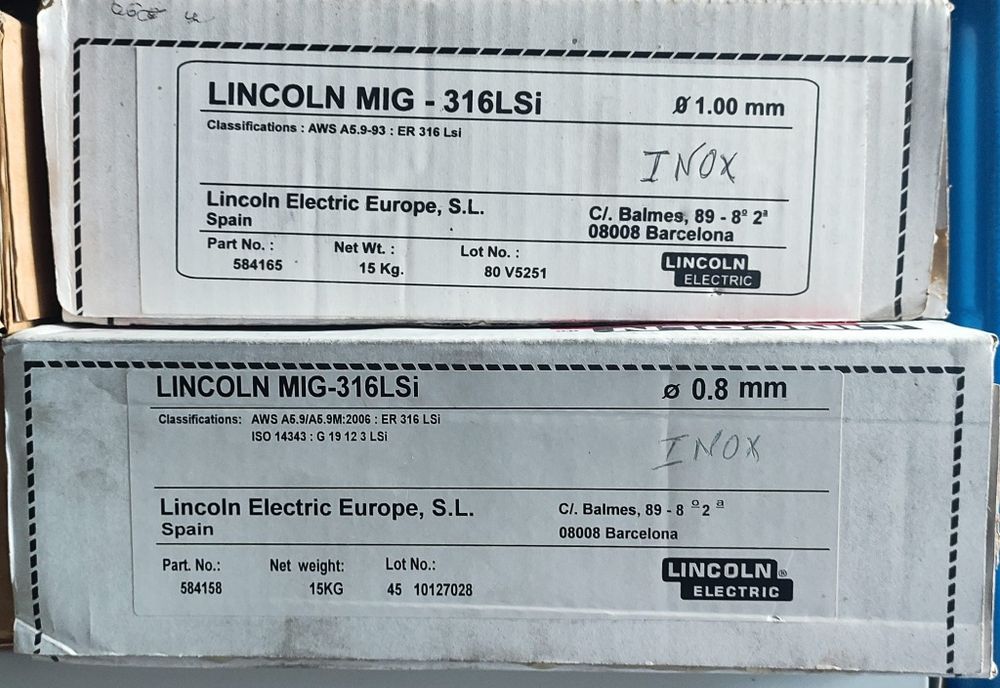 LINCOLN MIG - 316LSi
Ø 1.00 mm
Classifications : AWS A5.9-93 : ER 316 Lsi
INOX
Lincoln Electric Europe, S.L.
Spain
C/. Balmes, 89 - 8º 2ª
08008 Barcelona
Part No. :
584165
Net Wt. :
15 Kg.
Lot No. :
80 V5251
LINCOLN
ELECTRIC
LINCOLN MIG-316LSi
ø 0.8 mm
Classifications: AWS A5.9/A5.9M:2006 : ER 316 LSi
ISO 14343 : G 19 12 3 LSi
INOX
Lincoln Electric Europe, S.L.
Spain
C/. Balmes, 89 - 8 º 2 ª
08008 Barcelona
Part. No.:
584158
Net weight:
15KG
Lot No.:
45 10127028
LINCOLN®
ELECTRIC